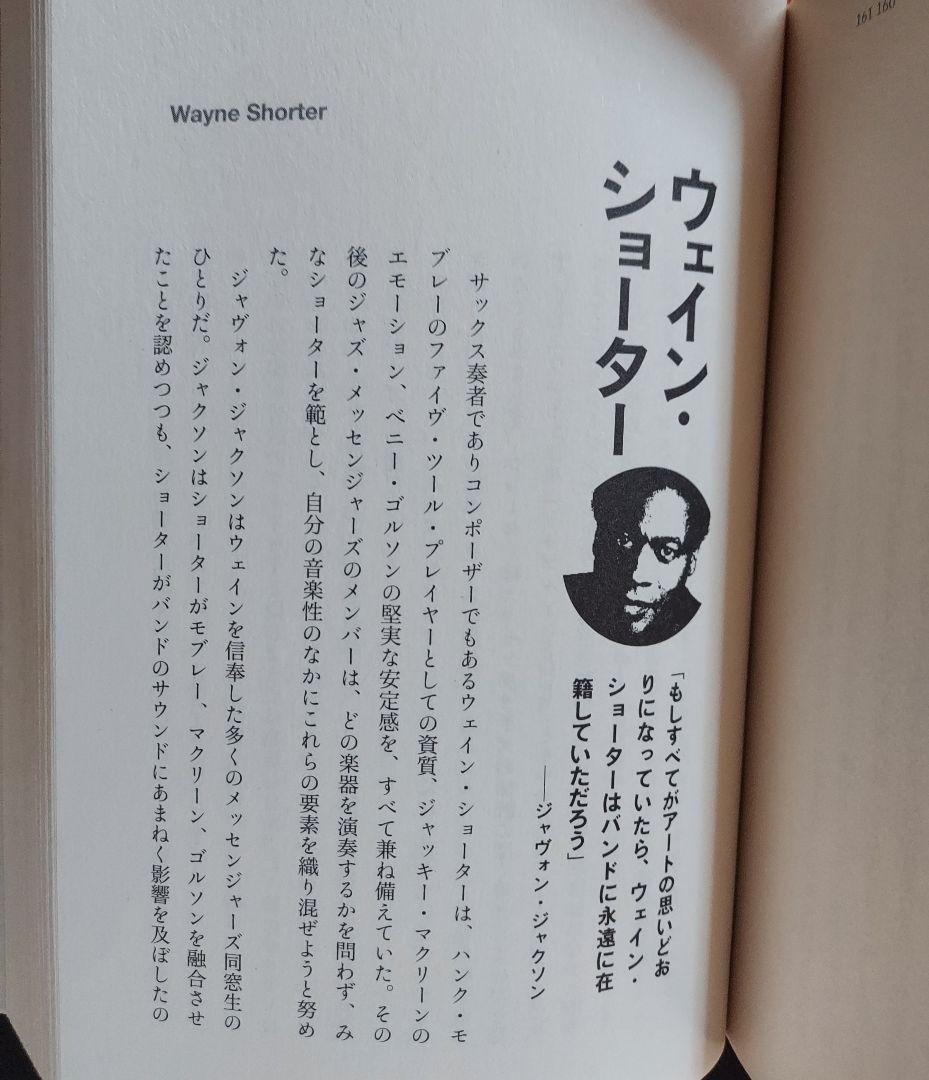 161 160
Wayne Shorter
ウェイン・
ショーター
「もしすべてがアートの思いどお
りになっていたら、ウェイン・
ショーターはバンドに永遠に在
籍していただろう」
――ジャヴォン・ジャクソン
サックス奏者でありコンポーザーでもあるウェイン・ショーターは、ハンク・モ
ブレーのファイヴ・ツール・プレイヤーとしての資質、ジャッキー・マクリーンの
エモーション、ベニー・ゴルソンの堅実な安定感を、すべて兼ね備えていた。その
後のジャズ・メッセンジャーズのメンバーは、どの楽器を演奏するかを問わず、み
なショーターを範とし、自分の音楽性のなかにこれらの要素を織り混ぜようと努め
た。
ジャヴォン・ジャクソンはウェインを信奉した多くのメッセンジャーズ同窓生の
ひとりだ。ジャクソンはショーターがモブレー、マクリーン、ゴルソンを融合させ
たことを認めつつも、ショーターがバンドのサウンドにあまねく影響を及ぼしたの